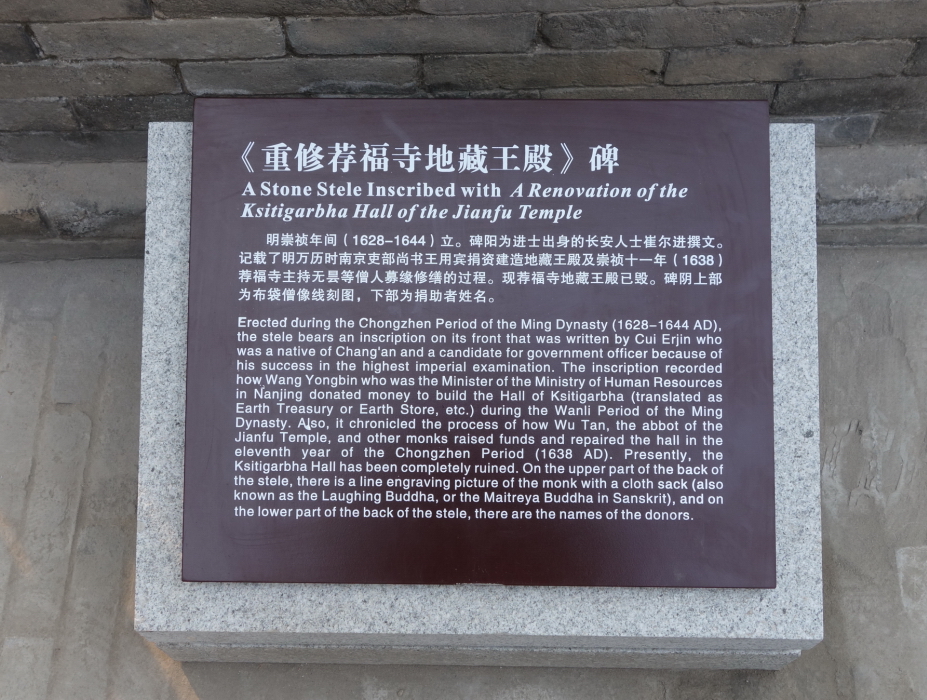 《重修荐福寺地藏王殿》碑
A Stone Stele Inscribed with A Renovation of the
Ksitigarbha Hall of the Jianfu Temple
明崇祯年间（1628-1644）立。碑阳为进士出身的长安人士崔尔进撰文。
记载了明万历时南京吏部尚书王用宾捐资建造地藏王殿及崇祯十一年（1638）
荐福寺主持无昙等僧人募缘修缮的过程。现荐福寺地藏王殿已毁。碑阴上部
为布袋僧像线刻图，下部为捐助者姓名。
Erected during the Chongzhen Period of the Ming Dynasty (1628–1644 AD),
the stele bears an inscription on its front that was written by Cui Erjin who
was a native of Chang'an and a candidate for government officer because of
his success in the highest imperial examination. The inscription recorded
how Wang Yongbin who was the Minister of the Ministry of Human Resources
in Nanjing donated money to build the Hall of Ksitigarbha (translated as
Earth Treasury or Earth Store, etc.) during the Wanli Period of the Ming
Dynasty. Also, it chronicled the process of how Wu Tan, the abbot of the
Jianfu Temple, and other monks raised funds and repaired the hall in the
eleventh year of the Chongzhen Period (1638 AD). Presently, the
Ksitigarbha Hall has been completely ruined. On the upper part of the back of
the stele, there is a line engraving picture of the monk with a cloth sack (also
known as the Laughing Buddha, or the Maitreya Buddha in Sanskrit), and on
the lower part of the back of the stele, there are the names of the donors.